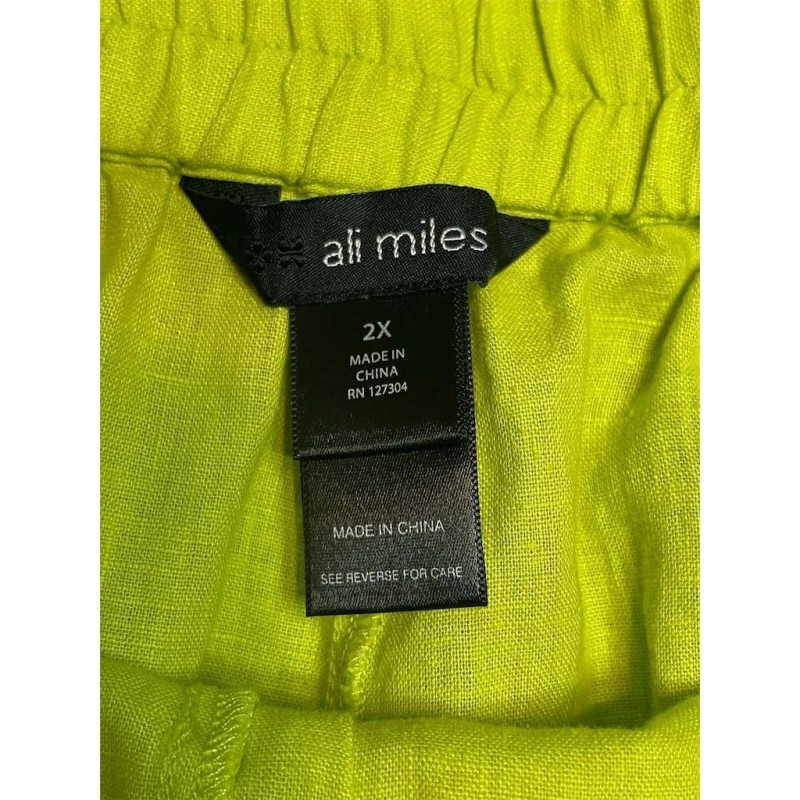 ali miles
2X
MADE IN
CHINA
RN 127304
MADE IN CHINA
SEE REVERSE FOR CARE